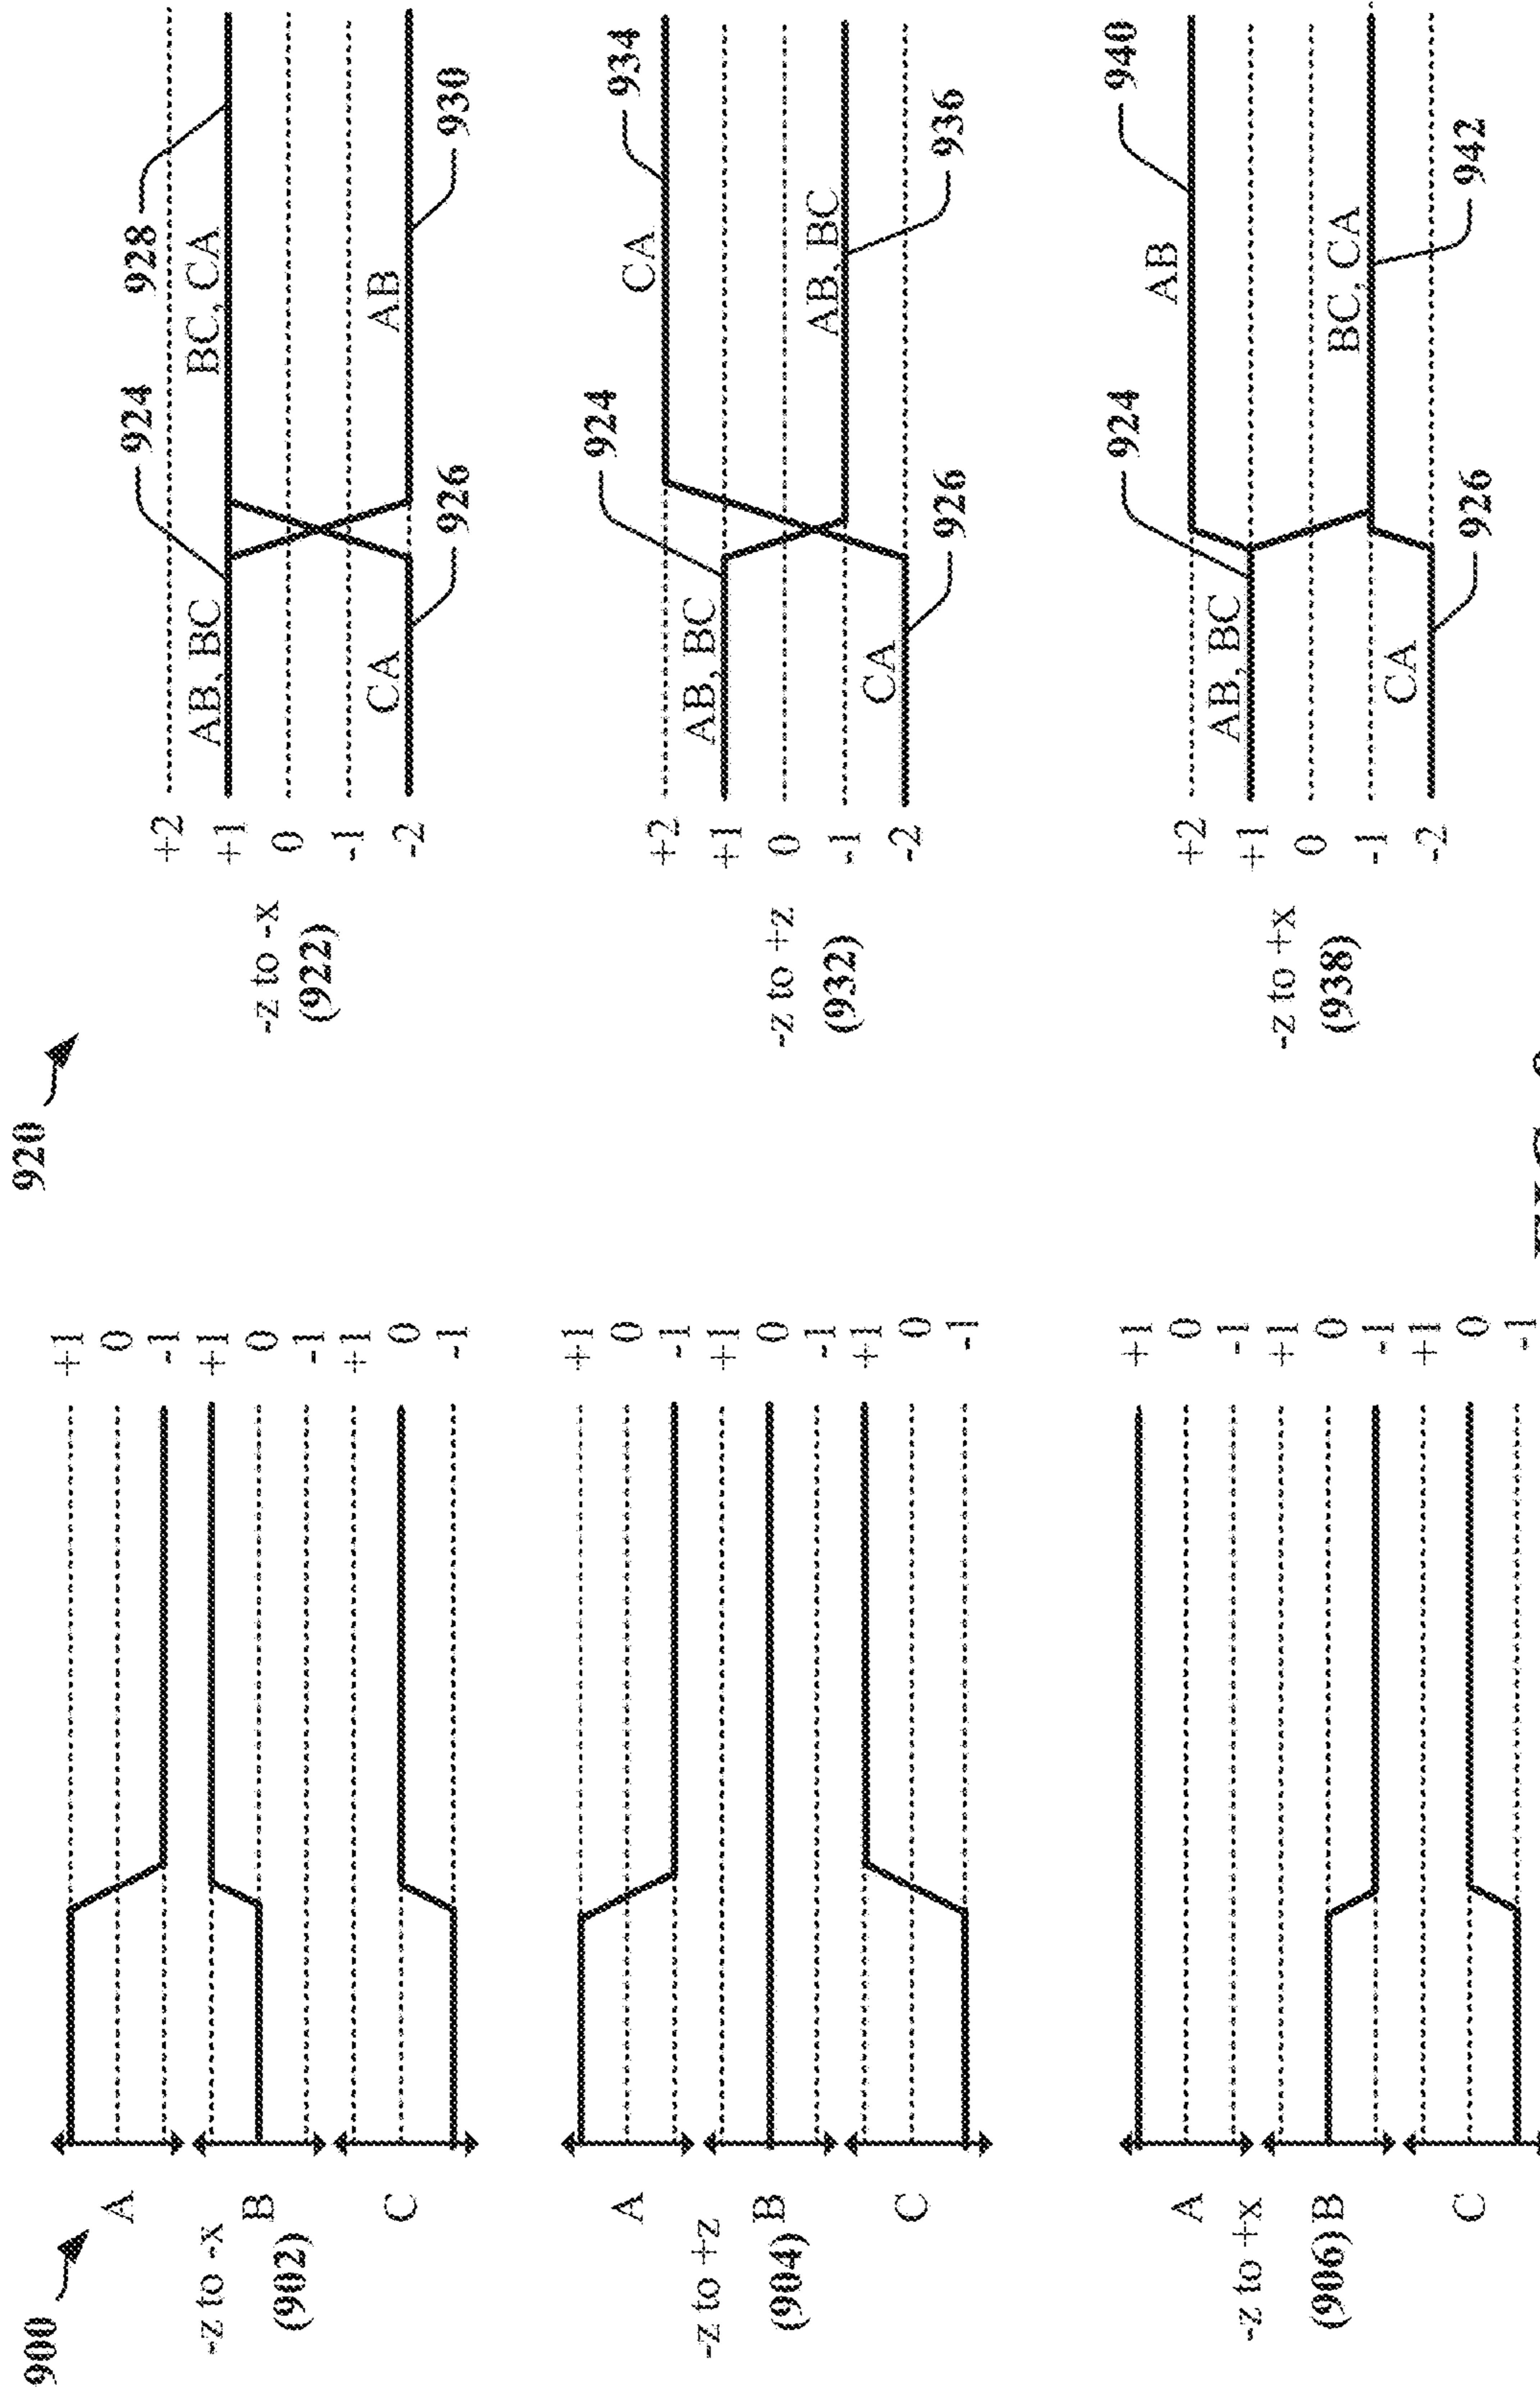 900
A
+1
0
-1
-z to -x
(902)
B
+1
0
-1
C
+1
0
-1
A
+1
0
-1
-z to +z
(904)
B
+1
0
-1
C
+1
0
-1
A
+1
0
-1
-z to +x
(906)
B
+1
0
-1
C
+1
0
-1
920
-z to -x
(922)
+2
+1
0
-1
-2
924
928
AB, BC
BC, CA
CA
AB
926
930
-z to +z
(932)
+2
+1
0
-1
-2
924
934
CA
AB, BC
AB, BC
CA
926
936
-z to +x
(938)
+2
+1
0
-1
-2
924
940
AB
AB, BC
BC, CA
CA
926
942